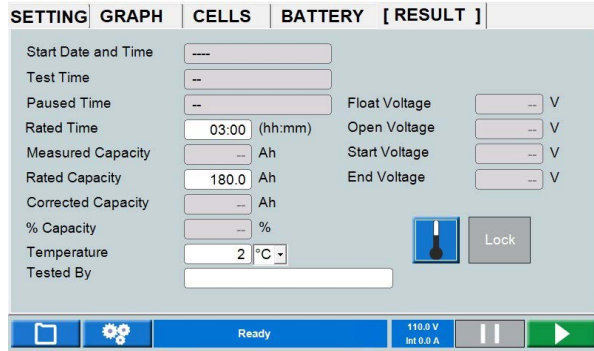 SETTING GRAPH CELLS BATTERY [ RESULT ]
Start Date and Time ----
Test Time --
Paused Time -- Float Voltage -- V
Rated Time 03:00 (hh:mm) Open Voltage -- V
Measured Capacity -- Ah Start Voltage -- V
Rated Capacity 180.0 Ah End Voltage -- V
Corrected Capacity -- Ah
% Capacity -- %
Temperature 2 °C
Tested By
Lock
Ready
110.0 V
Int 0.0 A